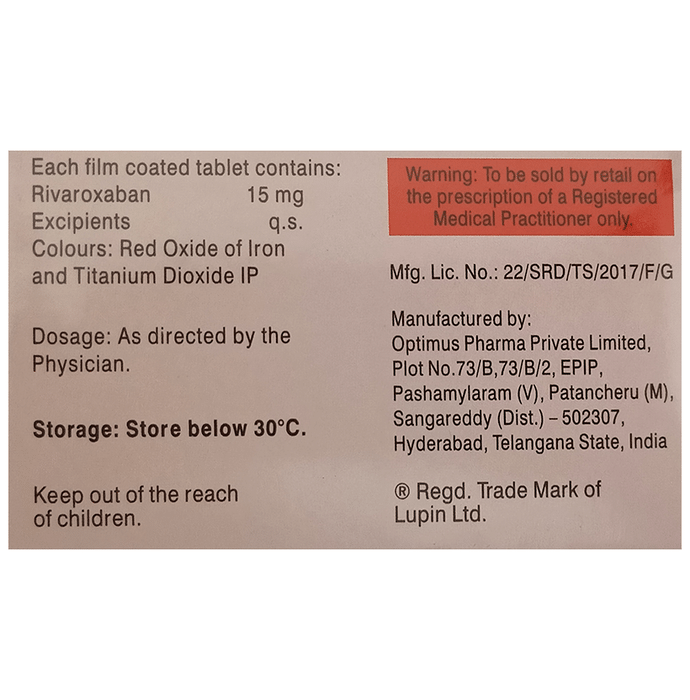 Each film coated tablet contains:
Rivaroxaban 15 mg
Excipients q.s.
Colours: Red Oxide of Iron
and Titanium Dioxide IP
Dosage: As directed by the
Physician.
Storage: Store below 30°C.
Keep out of the reach
of children.
Warning: To be sold by retail on
the prescription of a Registered
Medical Practitioner only.
Mfg. Lic. No.: 22/SRD/TS/2017/F/G
Manufactured by:
Optimus Pharma Private Limited,
Plot No.73/B,73/B/2, EPIP,
Pashamylaram (V), Patancheru (M),
Sangareddy (Dist.) – 502307,
Hyderabad, Telangana State, India
® Regd. Trade Mark of
Lupin Ltd.